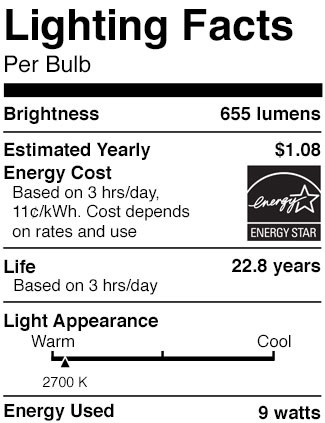 Lighting Facts
Per Bulb
Brightness 655 lumens
Estimated Yearly $1.08
Energy Cost
Based on 3 hrs/day,
11¢/kWh. Cost depends
on rates and use
energy
ENERGY STAR
Life 22.8 years
Based on 3 hrs/day
Light Appearance
Warm Cool
2700 K
Energy Used 9 watts